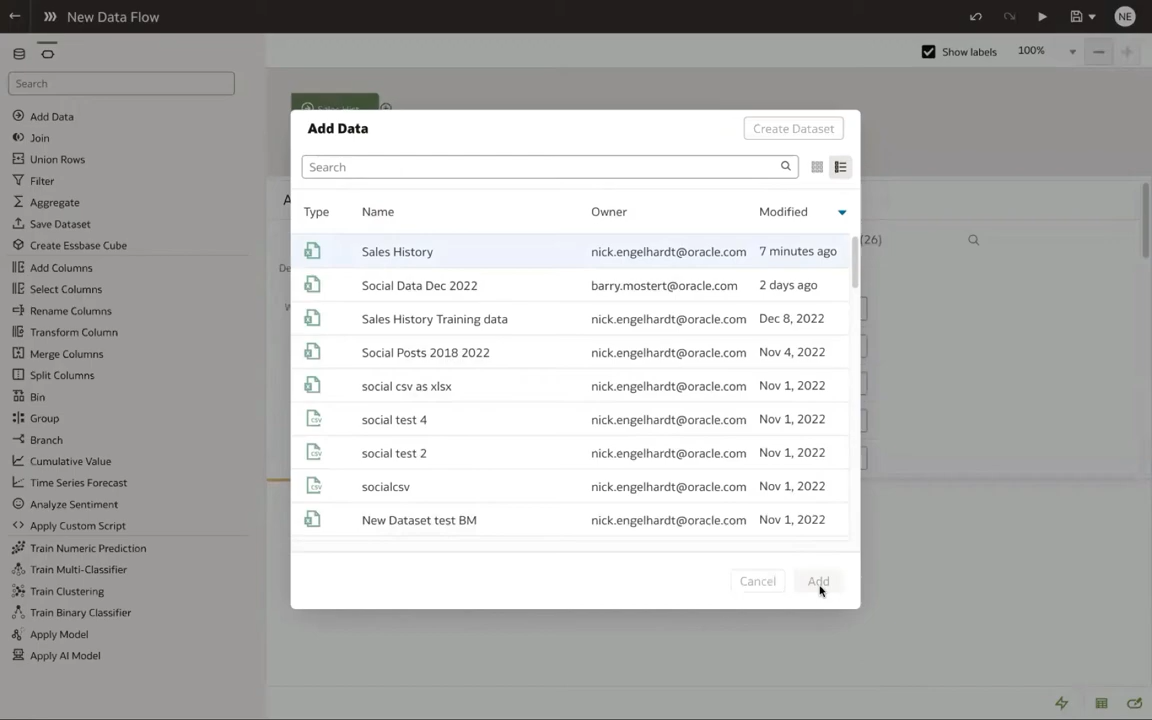 New Data Flow
NE
Show labels
100%
Search
Add Data
Join
Union Rows
Filter
Aggregate
Save Dataset
Create Essbase Cube
Add Columns
Select Columns
Rename Columns
Transform Column
Merge Columns
Split Columns
Bin
Group
Branch
Cumulative Value
Time Series Forecast
Analyze Sentiment
Apply Custom Script
Train Numeric Prediction
Train Multi-Classifier
Train Clustering
Train Binary Classifier
Apply Model
Apply AI Model
(26)
Add Data
Create Dataset
Search
Type Name Owner Modified
Sales History nick.engelhardt@oracle.com 7 minutes ago
Social Data Dec 2022 barry.mostert@oracle.com 2 days ago
Sales History Training data nick.engelhardt@oracle.com Dec 8, 2022
Social Posts 2018 2022 nick.engelhardt@oracle.com Nov 4, 2022
social csv as xlsx nick.engelhardt@oracle.com Nov 1, 2022
CSV social test 4 nick.engelhardt@oracle.com Nov 1, 2022
CSV social test 2 nick.engelhardt@oracle.com Nov 1, 2022
CSV socialcsv nick.engelhardt@oracle.com Nov 1, 2022
New Dataset test BM nick.engelhardt@oracle.com Nov 1, 2022
Cancel
Add